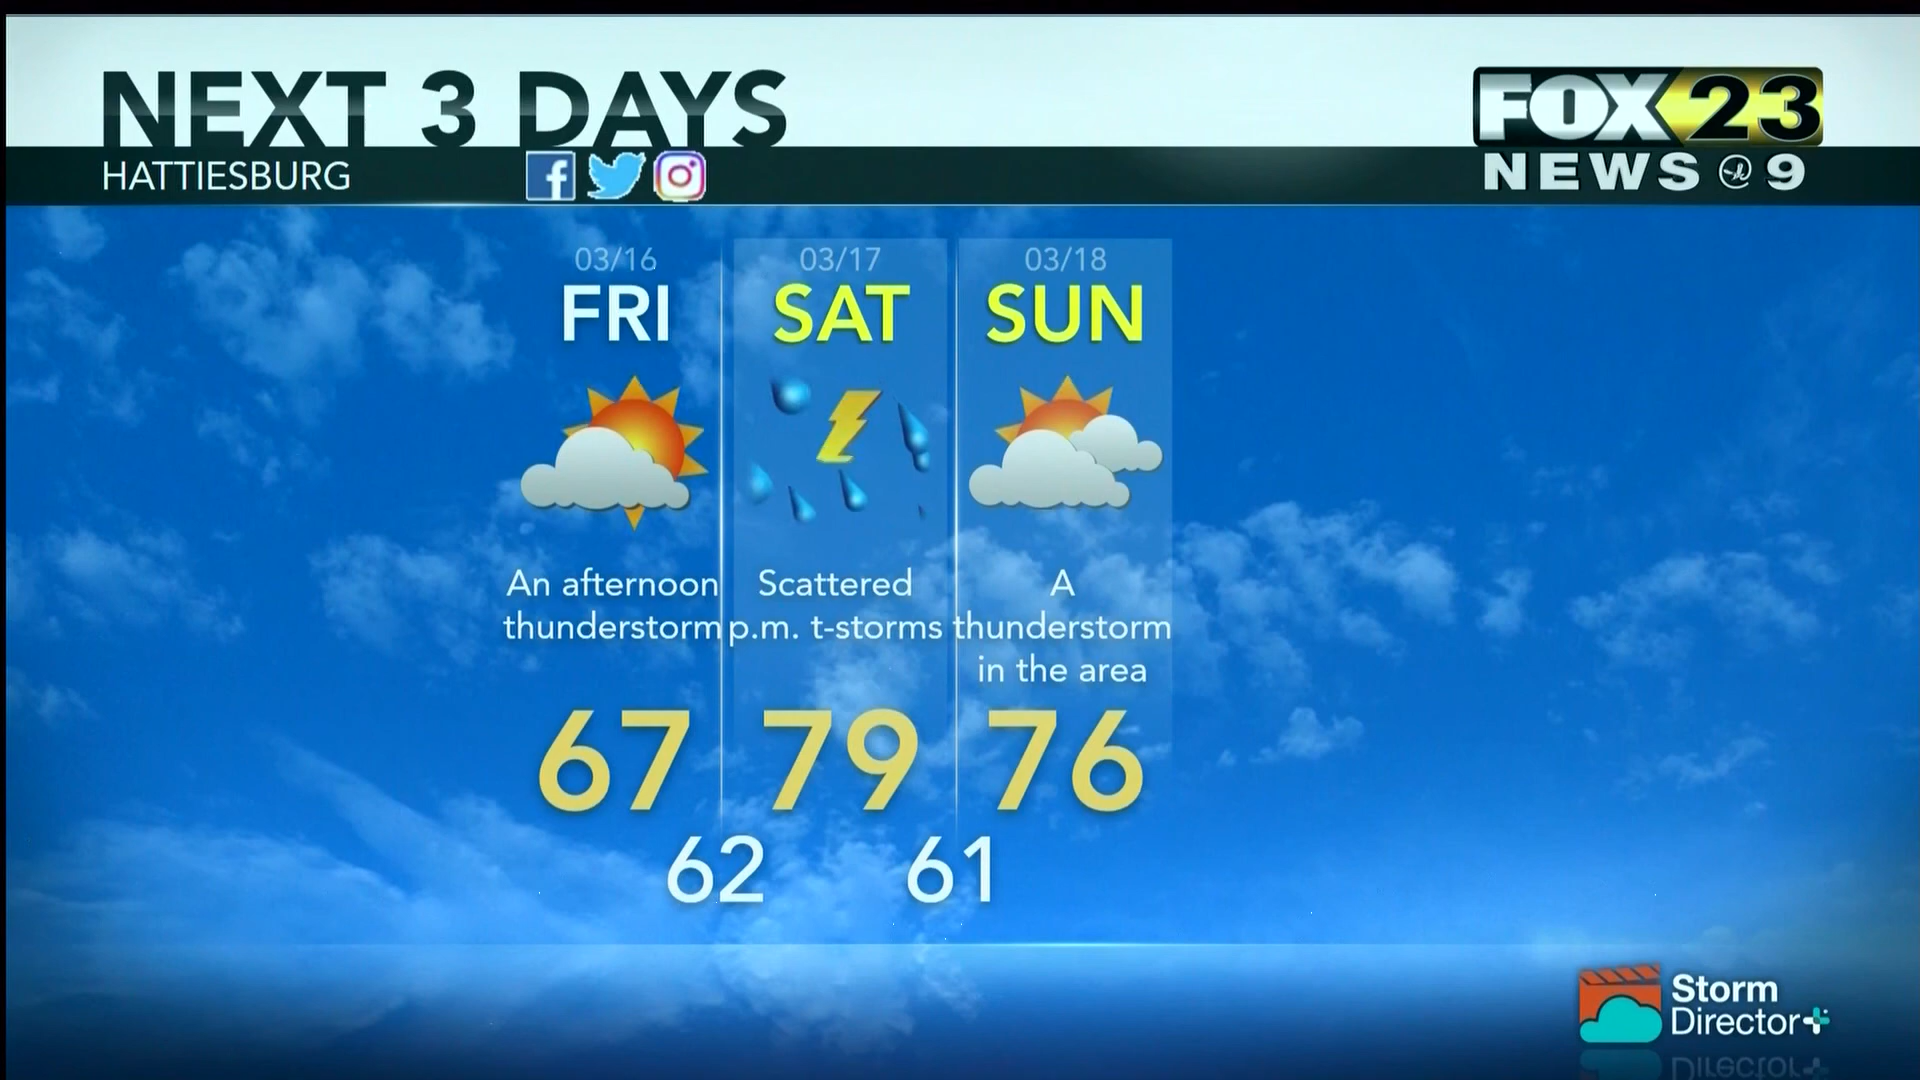 NEXT 3 DAYS
HATTIESBURG
FOX 23
NEWS @ 9
03/16
FRI
An afternoon
thunderstorm
67
03/17
SAT
Scattered
p.m. t-storms
79
03/18
SUN
A
thunderstorm
in the area
76
62
61
Storm
Director+